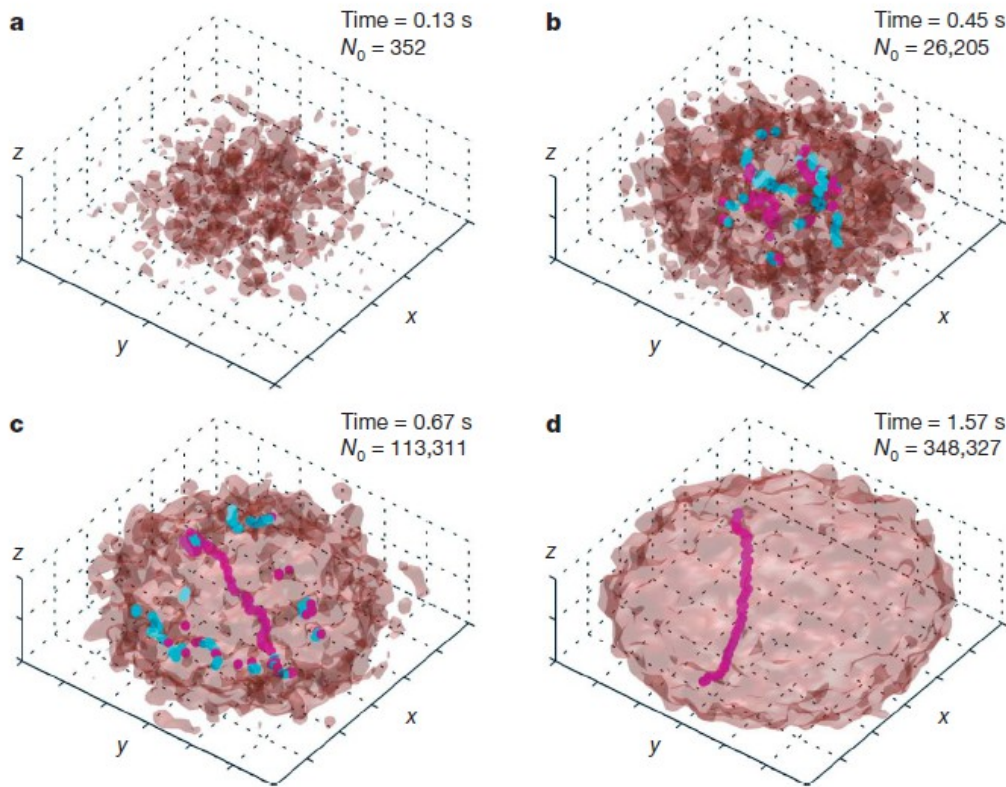 a
Time = 0.13 s
N₀ = 352
z
y
x
b
Time = 0.45 s
N₀ = 26,205
z
y
x
c
Time = 0.67 s
N₀ = 113,311
z
y
x
d
Time = 1.57 s
N₀ = 348,327
z
y
x